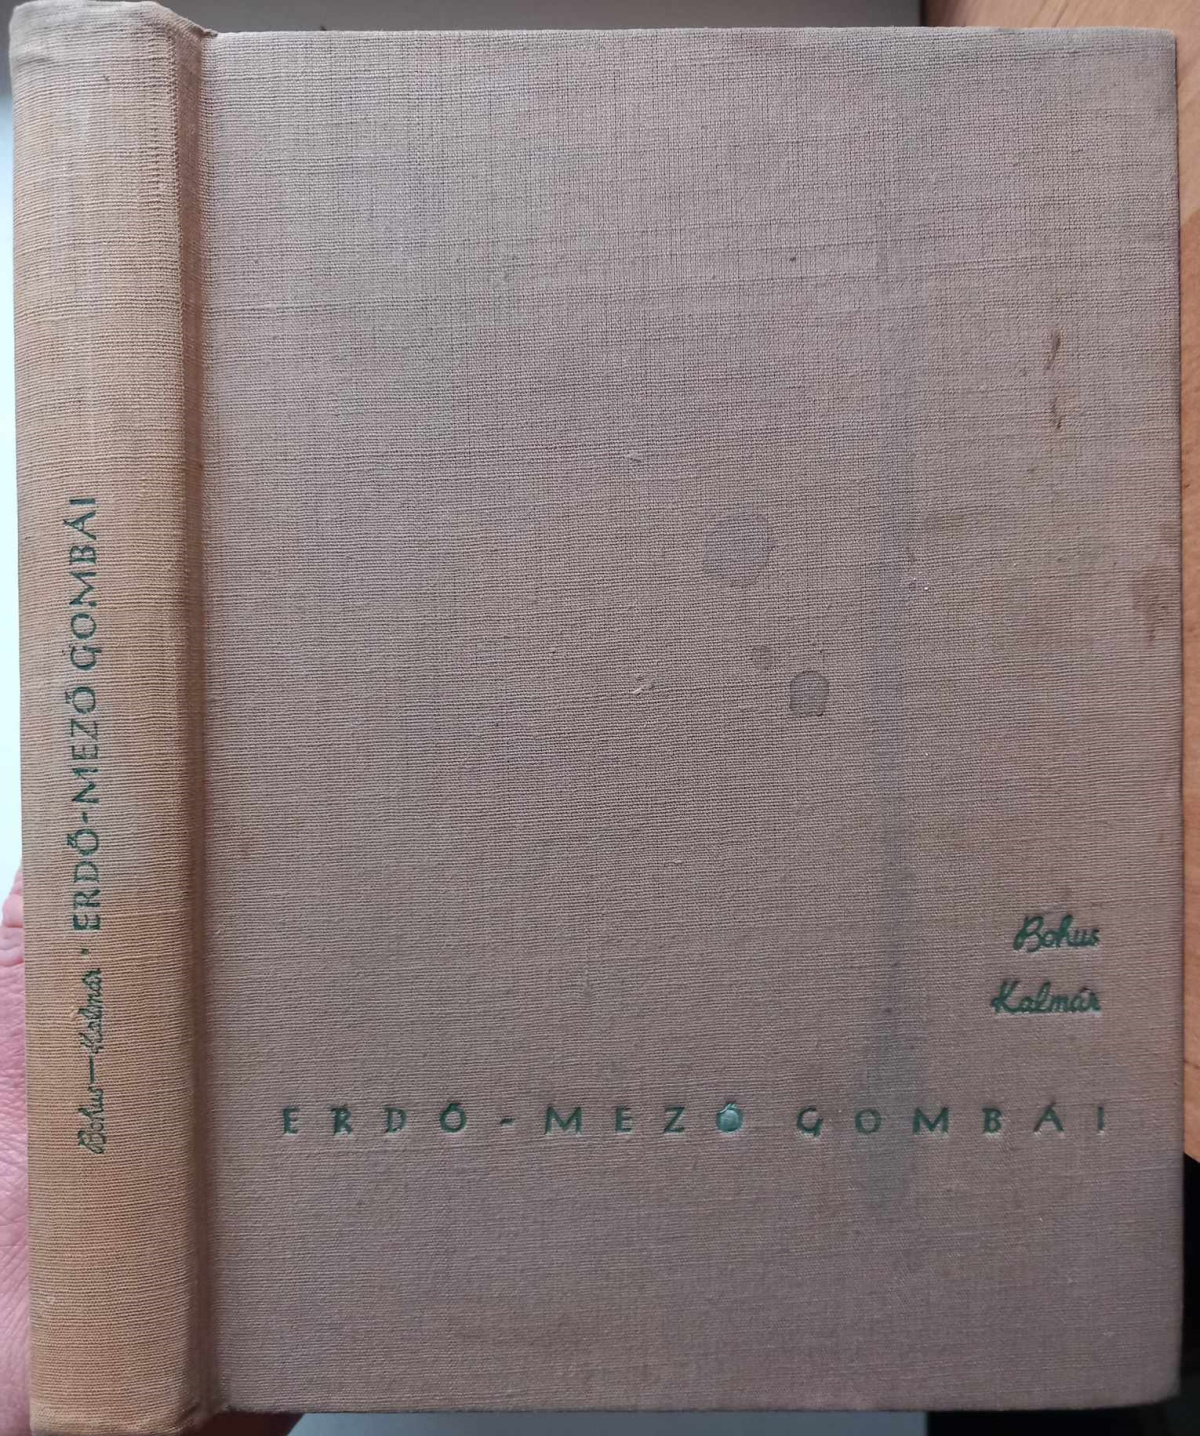 Bohus—Kalmár · ERDŐ-MEZŐ GOMBÁI
Bohus
Kalmár
ERDŐ-MEZŐ GOMBÁI